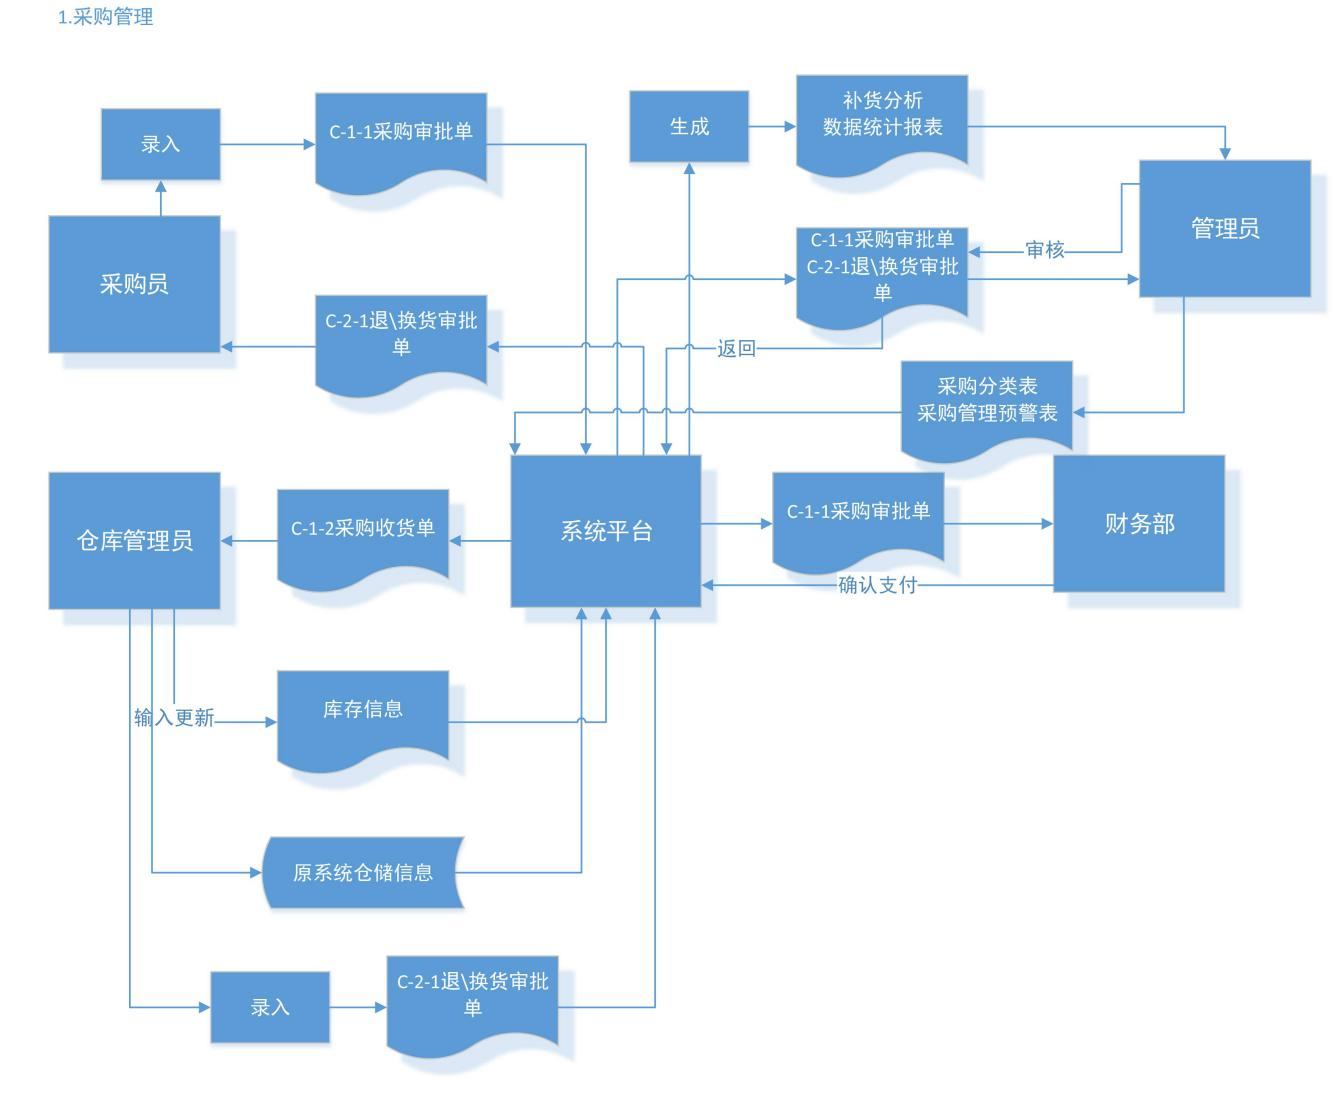 1.采购管理
录入
C-1-1采购审批单
生成
补货分析
数据统计报表
采购员
管理员
C-1-1采购审批单
C-2-1退\换货审批
单
审核
C-2-1退\换货审批
单
返回
采购分类表
采购管理预警表
仓库管理员
C-1-2采购收货单
系统平台
C-1-1采购审批单
财务部
确认支付
输入更新
库存信息
原系统仓储信息
录入
C-2-1退\换货审批
单